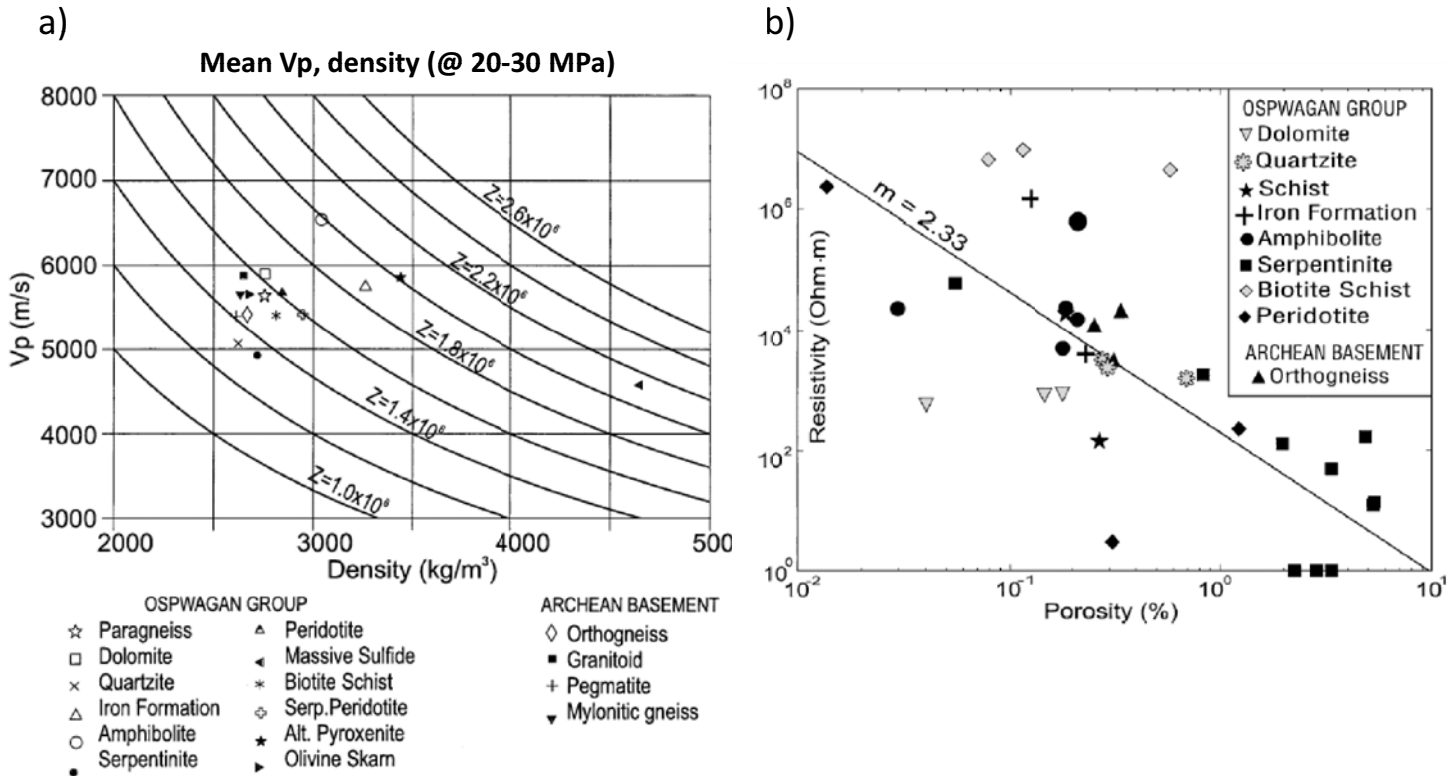 a)
Mean Vp, density (@ 20-30 MPa)
8000
7000
6000
5000
4000
3000
Vp (m/s)
Z=2.6x10⁶
Z=2.2x10⁶
Z=1.8x10⁶
Z=1.4x10⁶
Z=1.0x10⁶
2000
3000
4000
500
Density (kg/m³)
OSPWAGAN GROUP
Paragneiss
Dolomite
Quartzite
Iron Formation
Amphibolite
Serpentinite
Peridotite
Massive Sulfide
Biotite Schist
Serp.Peridotite
Alt. Pyroxenite
Olivine Skarn
ARCHEAN BASEMENT
Orthogneiss
Granitoid
Pegmatite
Mylonitic gneiss
b)
10⁸
10⁶
10⁴
10²
10⁰
Resistivity (Ohm·m)
m = 2.33
OSPWAGAN GROUP
Dolomite
Quartzite
Schist
Iron Formation
Amphibolite
Serpentinite
Biotite Schist
Peridotite
ARCHEAN BASEMENT
Orthogneiss
10⁻²
10⁻¹
10⁰
10¹
Porosity (%)